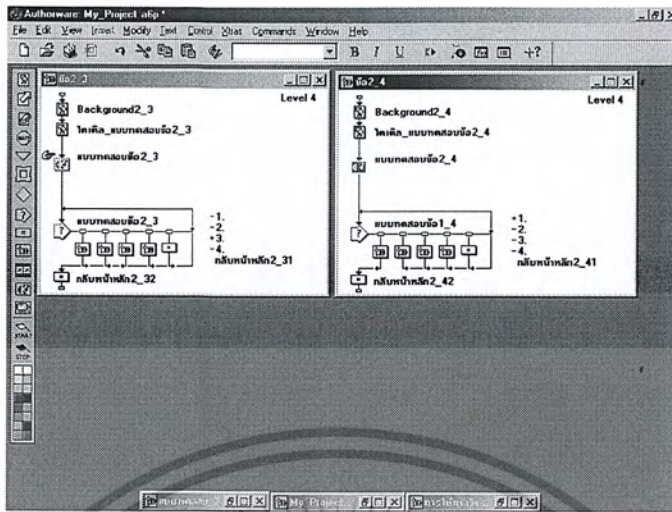 Authorware: My_Project a6p *
File Edit View Insert Modify Text Control Xtras Commands Window Help
B I U
+?
ข้อ2_3
Level 4
Background2_3
ไตเติล_แบบทดสอบข้อ2_3
แบบทดสอบข้อ2_3
แบบทดสอบข้อ2_3
-1.
-2.
+3.
-4.
กลับหน้าหลัก2_31
กลับหน้าหลัก2_32
ข้อ2_4
Level 4
Background2_4
ไตเติล_แบบทดสอบข้อ2_4
แบบทดสอบข้อ2_4
แบบทดสอบข้อ1_4
+1.
-2.
-3.
-4.
กลับหน้าหลัก2_41
กลับหน้าหลัก2_42
START
STOP
My_Project